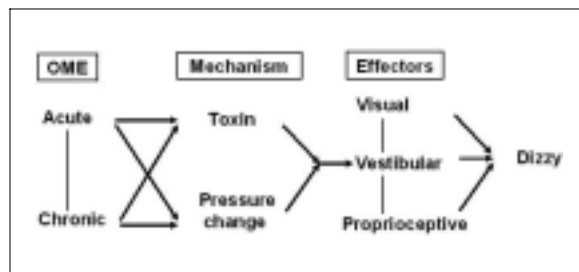 OME Mechanism Effectors
Visual
Acute Toxin
Vestibular Dizzy
Pressure
change
Chronic
Proprioceptive